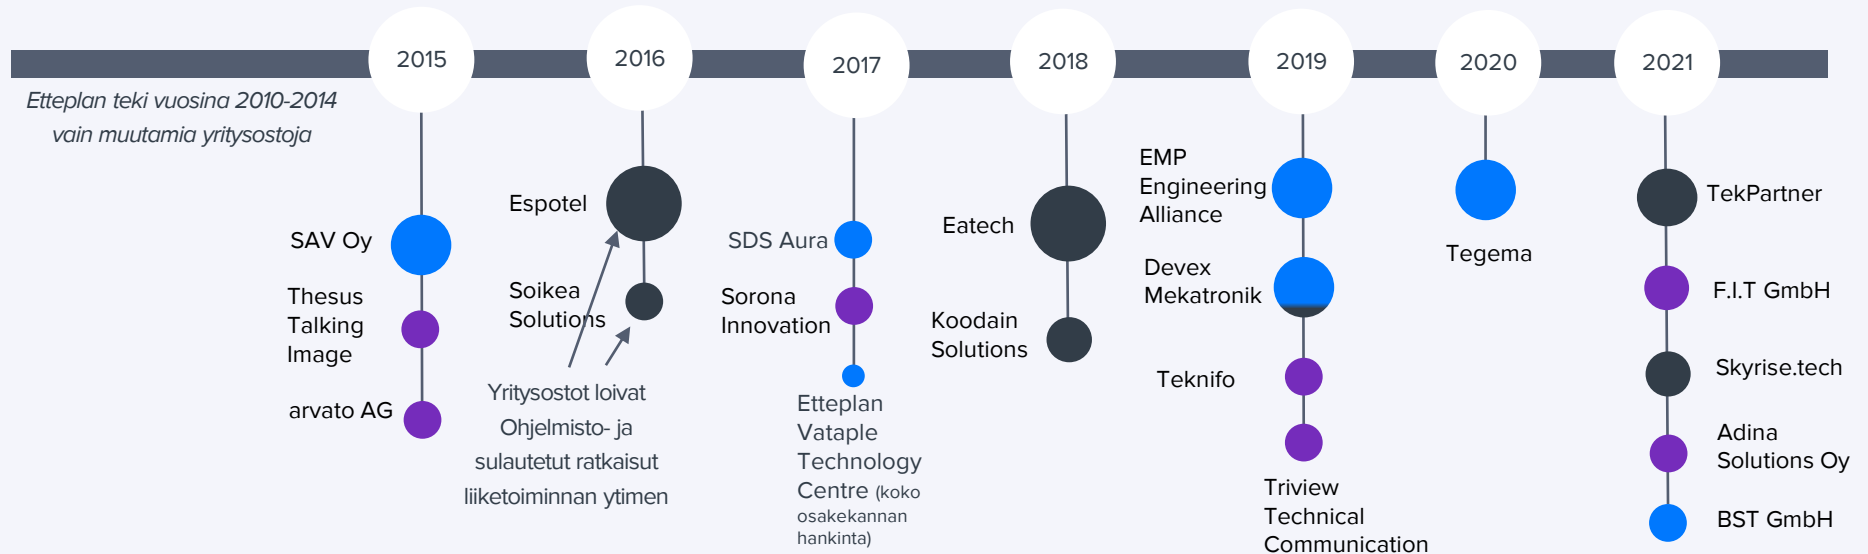 2015
2016
2017
2018
2019
2020
2021
Etteplan teki vuosina 2010-2014
vain muutamia yritysostoja
SAV Oy
Thesus
Talking
Image
arvato AG
Espotel
Soikea
Solutions
Yritysostot loivat
Ohjelmisto- ja
sulautetut ratkaisut
liiketoiminnan ytimen
SDS Aura
Sorona
Innovation
Etteplan
Vataple
Technology
Centre (koko
osakekannan
hankinta)
Eatech
Koodain
Solutions
EMP
Engineering
Alliance
Devex
Mekatronik
Teknifo
Triview
Technical
Communication
Tegema
TekPartner
F.I.T GmbH
Skyrise.tech
Adina
Solutions Oy
BST GmbH